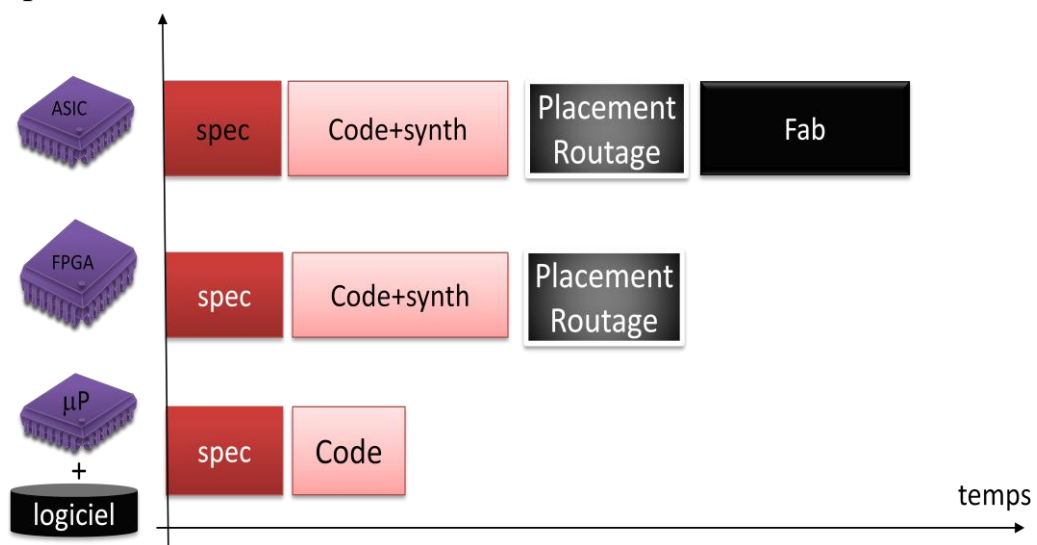 ASIC
spec
Code+synth
Placement
Routage
Fab
FPGA
spec
Code+synth
Placement
Routage
µP
+
logiciel
spec
Code
temps